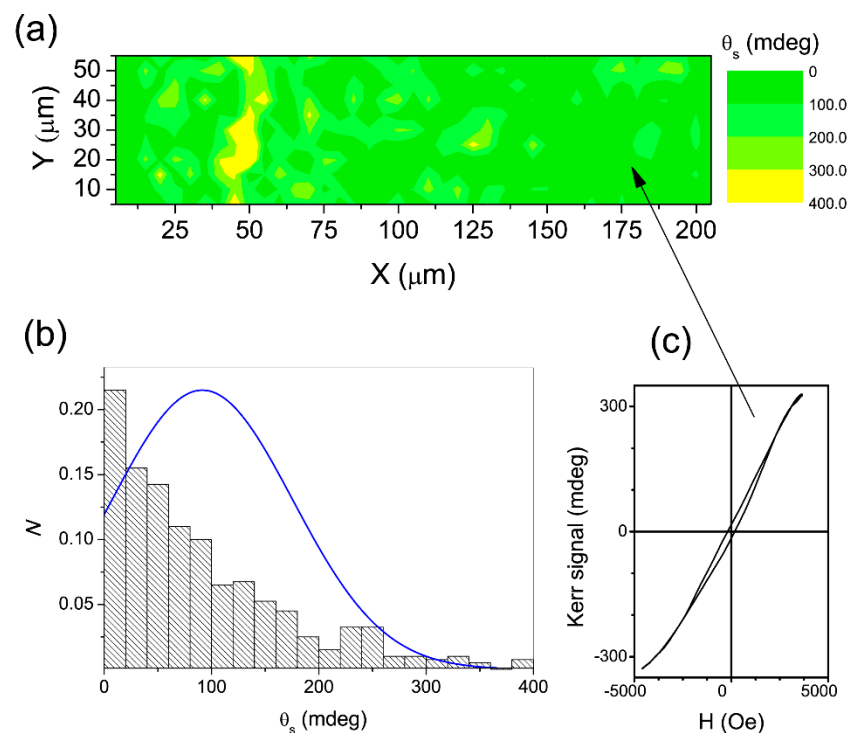 (a)
θs (mdeg)
0
100.0
200.0
300.0
400.0
Y (μm)
50
40
30
20
10
25 50 75 100 125 150 175 200
X (μm)
(b)
N
0.20
0.15
0.10
0.05
0 100 200 300 400
θs (mdeg)
(c)
Kerr signal (mdeg)
300
0
-300
-5000 0 5000
H (Oe)